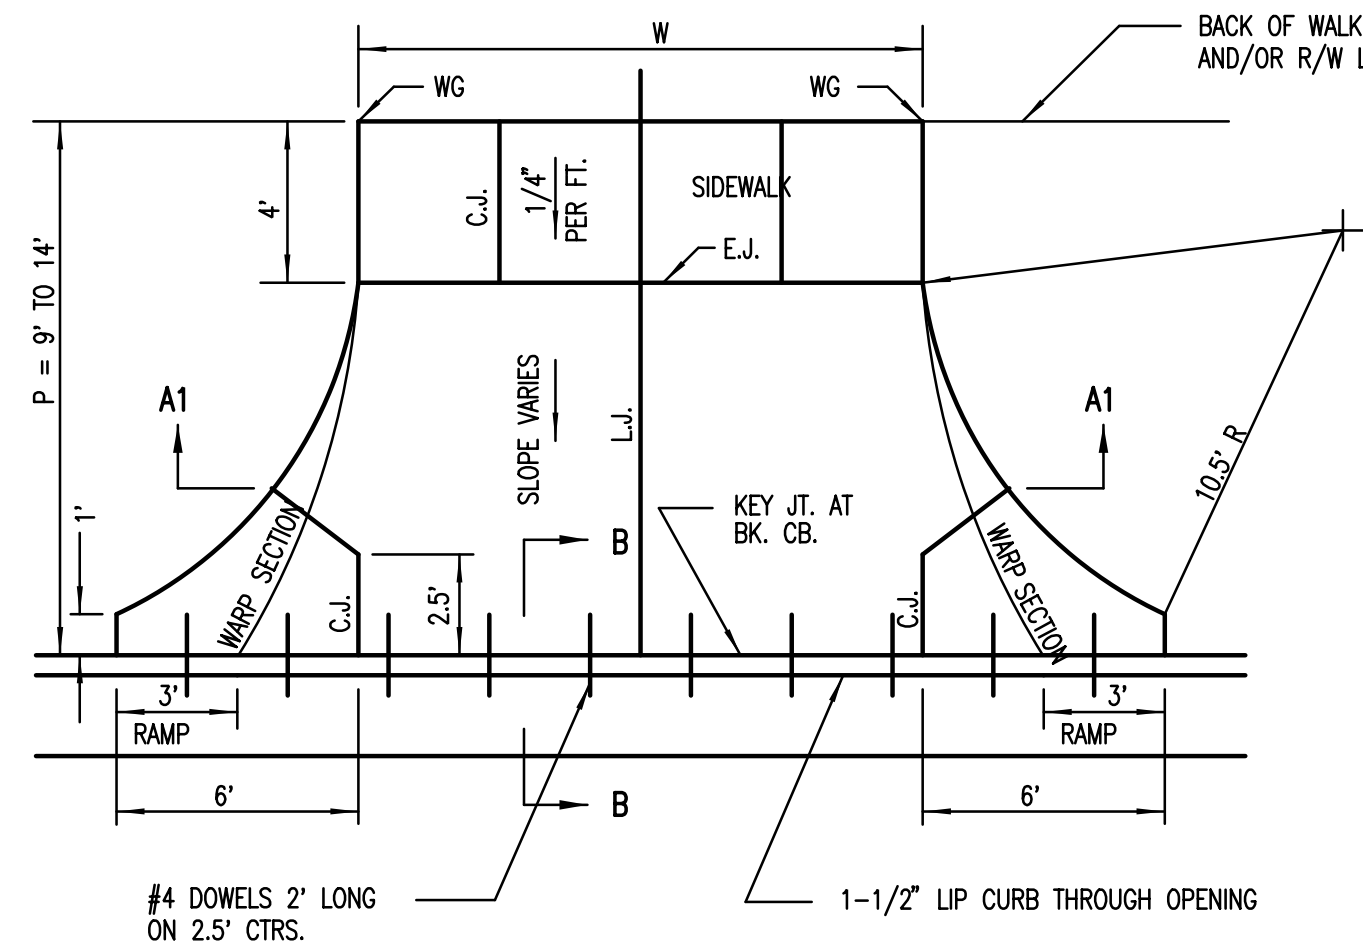 W
BACK OF WALK
AND/OR R/W L
WG
WG
4'
C.J.
1/4"
PER FT.
SIDEWALK
E.J.
P = 9' TO 14'
A1
A1
SLOPE VARIES
L.J.
10.5' R
1'
WARP SECTION
C.J.
2.5'
B
KEY JT. AT
BK. CB.
C.J.
WARP SECTION
3'
RAMP
3'
RAMP
6'
B
6'
#4 DOWELS 2' LONG
ON 2.5' CTRS.
1-1/2" LIP CURB THROUGH OPENING